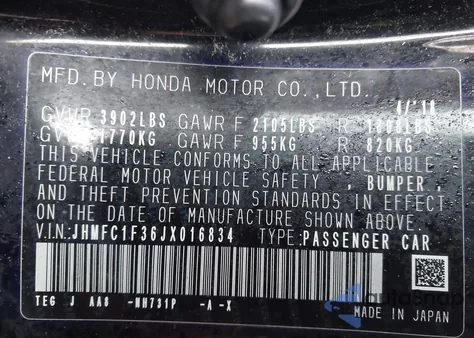 MFD. BY HONDA MOTOR CO.,LTD. 4/'18
GVWR 3902LBS GAWR F 2105LBS R 1808LBS
GVWR 1770KG GAWR F 955KG R 820KG
THIS VEHICLE CONFORMS TO ALL APPLICABLE
FEDERAL MOTOR VEHICLE SAFETY , BUMPER ,
AND THEFT PREVENTION STANDARDS IN EFFECT
ON THE DATE OF MANUFACTURE SHOWN ABOVE.
V.I.N:JHMFC1F36JX016834 TYPE:PASSENGER CAR
TEG J AA8 -NH731P -A-X
MADE IN JAPAN